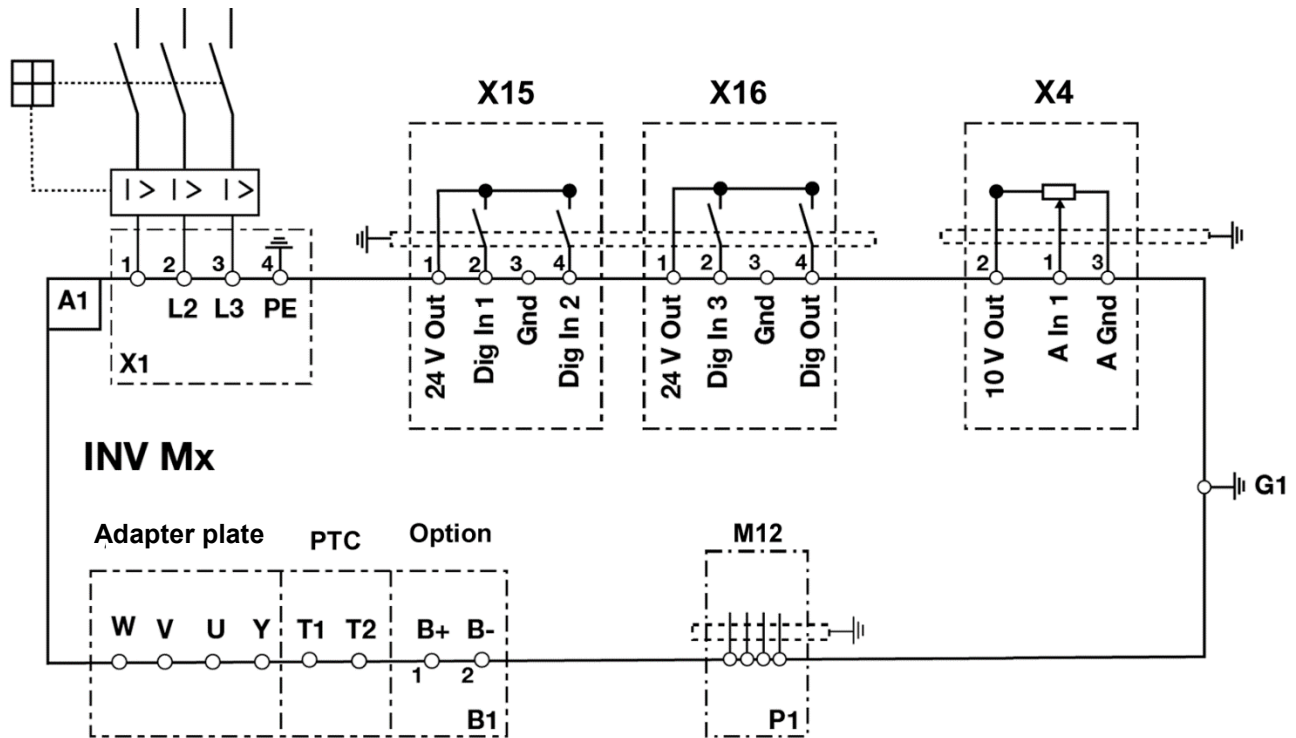 X15 X16 X4
I> I> I>
1 2 3 4
1 2 3 4
1 2 3 4
2 1 3
A1
L2 L3 PE
X1
24 V Out
Dig In 1
Gnd
Dig In 2
24 V Out
Dig In 3
Gnd
Dig Out
10 V Out
A In 1
A Gnd
INV Mx
G1
Adapter plate PTC Option M12
W V U Y T1 T2 B+ B-
1 2
B1 P1